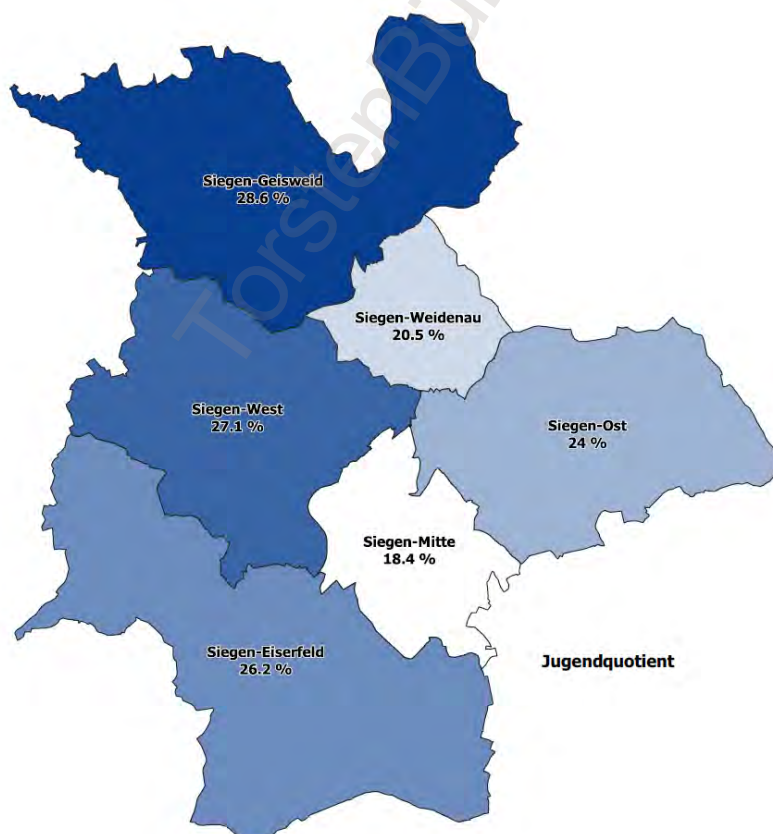 Siegen-Geisweid
28.6 %
Siegen-Weidenau
20.5 %
Siegen-West
27.1 %
Siegen-Ost
24 %
Siegen-Mitte
18.4 %
Siegen-Eiserfeld
26.2 %
Jugendquotient